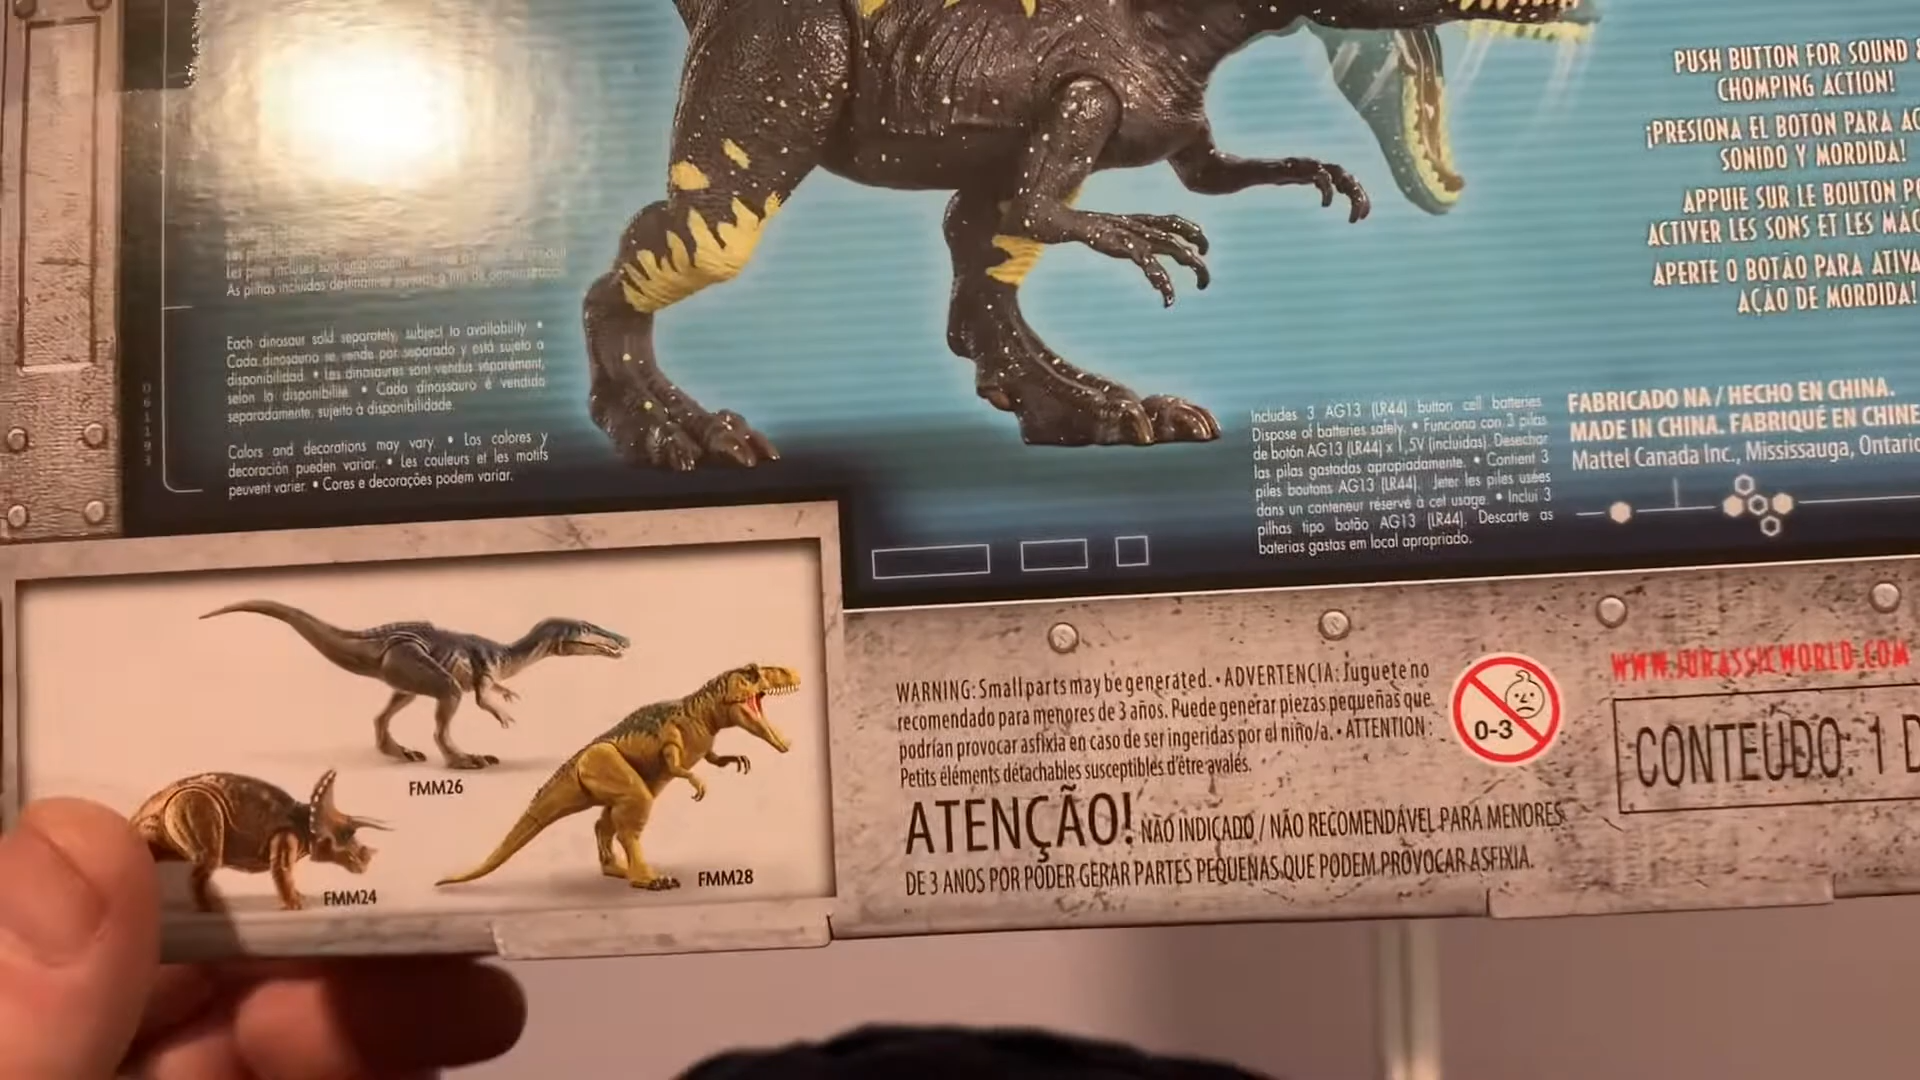 PUSH BUTTON FOR SOUND
CHOMPING ACTION!
¡PRESIONA EL BOTON PARA
SONIDO Y MORDIDA!
APPUIE SUR LE BOUTON
ACTIVER LES SONS ET LES
APERTE O BOTÃO PARA
AÇÃO DE MORDIDA!
As pilhas incluídas
Each dinosaur sold separately, subject to availability •
Cada dinosaurio se vende por separado y está sujeto a
disponibilidad. • Les dinosaures sont vendus séparément,
selon la disponibilité. • Cada dinossauro é vendido
separadamente, sujeito à disponibilidade.
Colors and decorations may vary. • Los colores y
decoración pueden variar. • Les couleurs et les motifs
peuvent varier. • Cores e decorações podem variar.
Includes 3 AG13 (LR44) button cell batteries
Dispose of batteries safely. • Funciona con 3 pilas
de botón AG13 (LR44) x 1,5V (incluidas). Desechar
las pilas gastadas apropiadamente. • Contient 3
piles boutons AG13 (LR44). Jeter les piles usées
dans un conteneur réservé à cet usage. • Inclui 3
pilhas tipo botão AG13 (LR44). Descarte as
baterias gastas em local apropriado.
FABRICADO NA / HECHO EN CHINA.
MADE IN CHINA. FABRIQUÉ EN CHINE
Mattel Canada Inc., Mississauga,
FMM26
FMM28
FMM24
WARNING: Small parts may be generated. • ADVERTENCIA: Juguete no
recomendado para menores de 3 años. Puede generar piezas pequeñas que
podrían provocar asfixia en caso de ser ingeridas por el niño/a. • ATTENTION :
Petits éléments détachables susceptibles d'être avalés.
ATENÇÃO! NÃO INDICADO / NÃO RECOMENDÁVEL PARA MENORES
DE 3 ANOS POR PODER GERAR PARTES PEQUENAS QUE PODEM PROVOCAR ASFIXIA.
0-3
WWW.JURASSICWORLD.COM
CONTEÚDO: 1